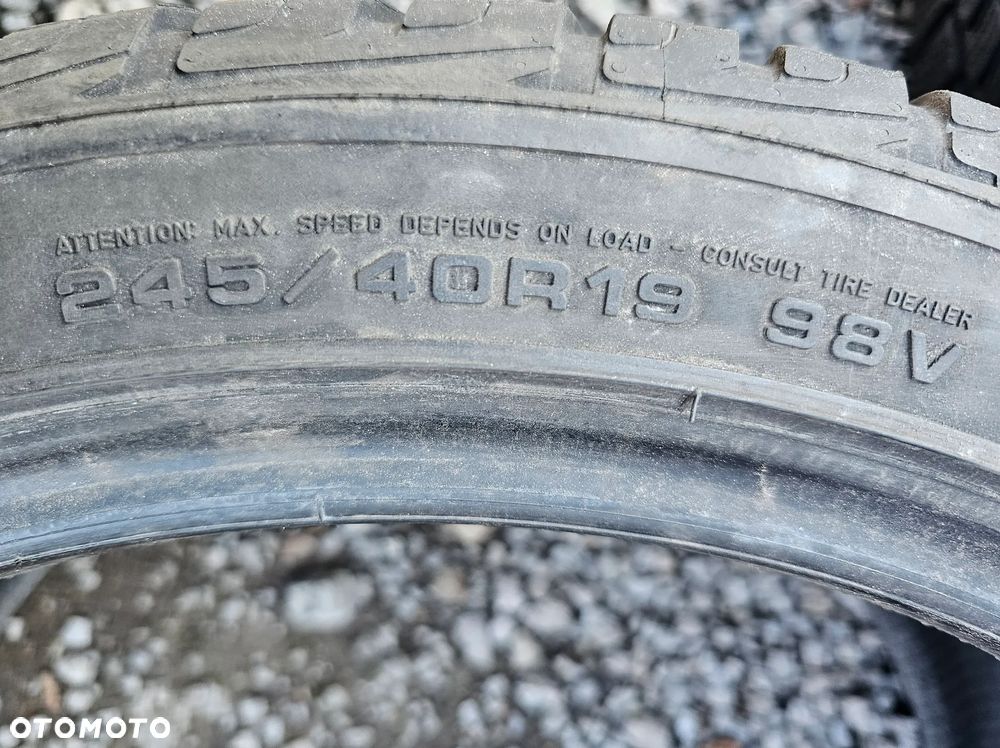 ATTENTION: MAX. SPEED DEPENDS ON LOAD - CONSULT TIRE DEALER
245/40R19 98V
OTOMOTO